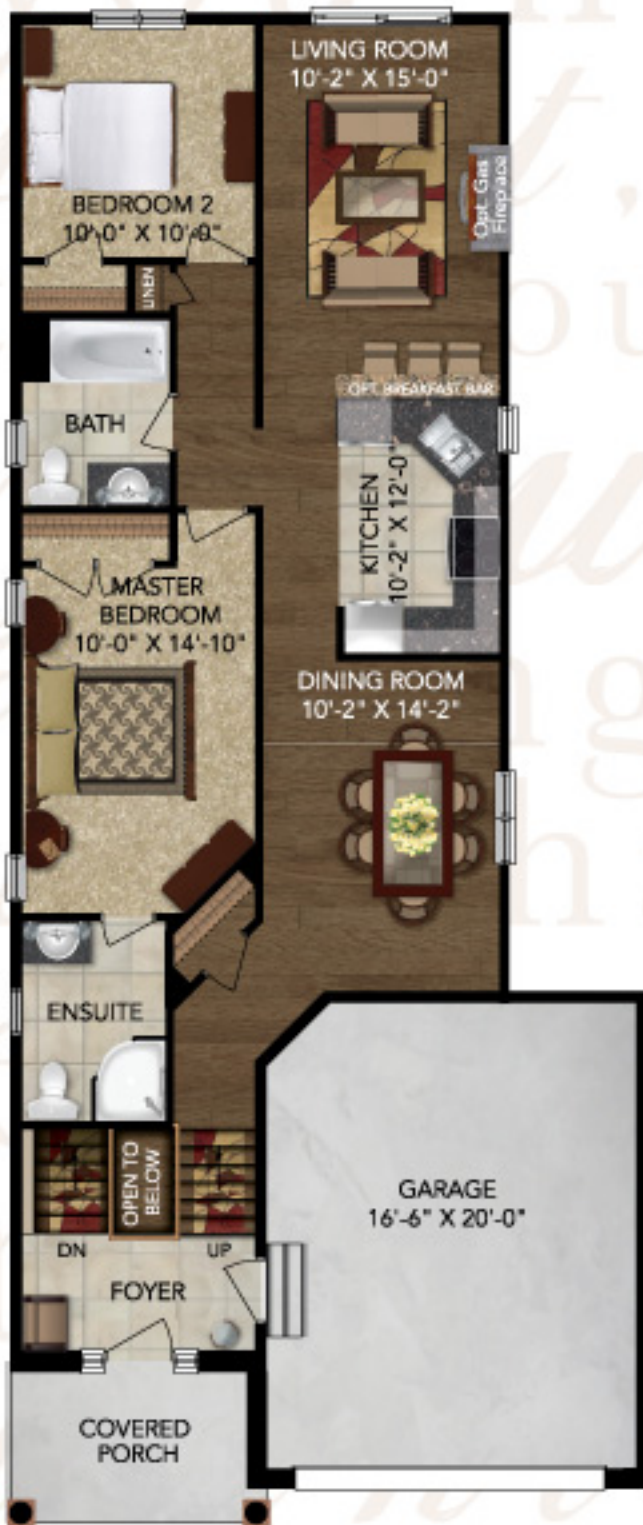 LIVING ROOM
10'-2" X 15'-0"
Opt. Gas
Fireplace
BEDROOM 2
10'-0" X 10'-0"
LINEN
OPT. BREAKFAST BAR
BATH
KITCHEN
10'-2" X 12'-0"
MASTER
BEDROOM
10'-0" X 14'-10"
DINING ROOM
10'-2" X 14'-2"
ENSUITE
OPEN TO
BELOW
GARAGE
16'-6" X 20'-0"
DN
UP
FOYER
COVERED
PORCH